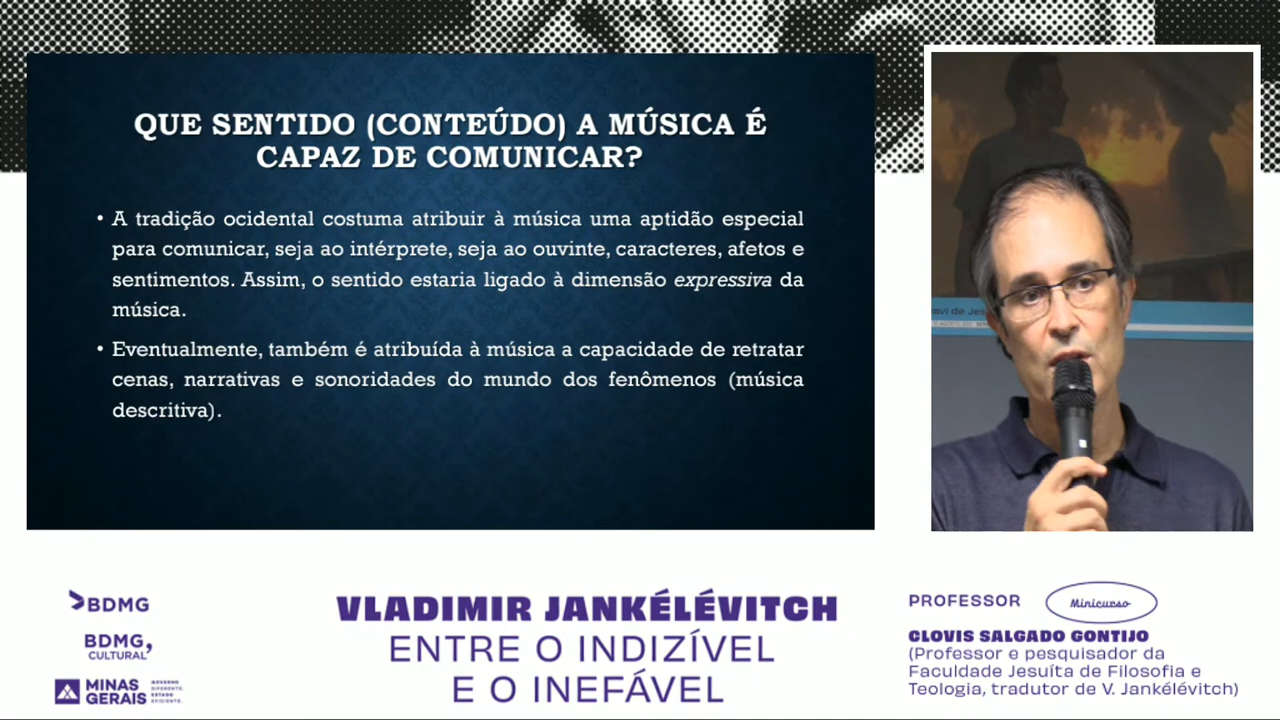 QUE SENTIDO (CONTEÚDO) A MÚSICA É
CAPAZ DE COMUNICAR?
• A tradição ocidental costuma atribuir à música uma aptidão especial
para comunicar, seja ao intérprete, seja ao ouvinte, caracteres, afetos e
sentimentos. Assim, o sentido estaria ligado à dimensão expressiva da
música.
• Eventualmente, também é atribuída à música a capacidade de retratar
cenas, narrativas e sonoridades do mundo dos fenômenos (música
descritiva).
BDMG
BDMG
CULTURAL
MINAS
GERAIS
GOVERNO
DIFERENTE.
ESTADO
EFICIENTE.
VLADIMIR JANKÉLÉVITCH
ENTRE O INDIZÍVEL
E O INEFÁVEL
PROFESSOR
Minicurso
CLOVIS SALGADO GONTIJO
(Professor e pesquisador da
Faculdade Jesuíta de Filosofia e
Teologia, tradutor de V. Jankélévitch)